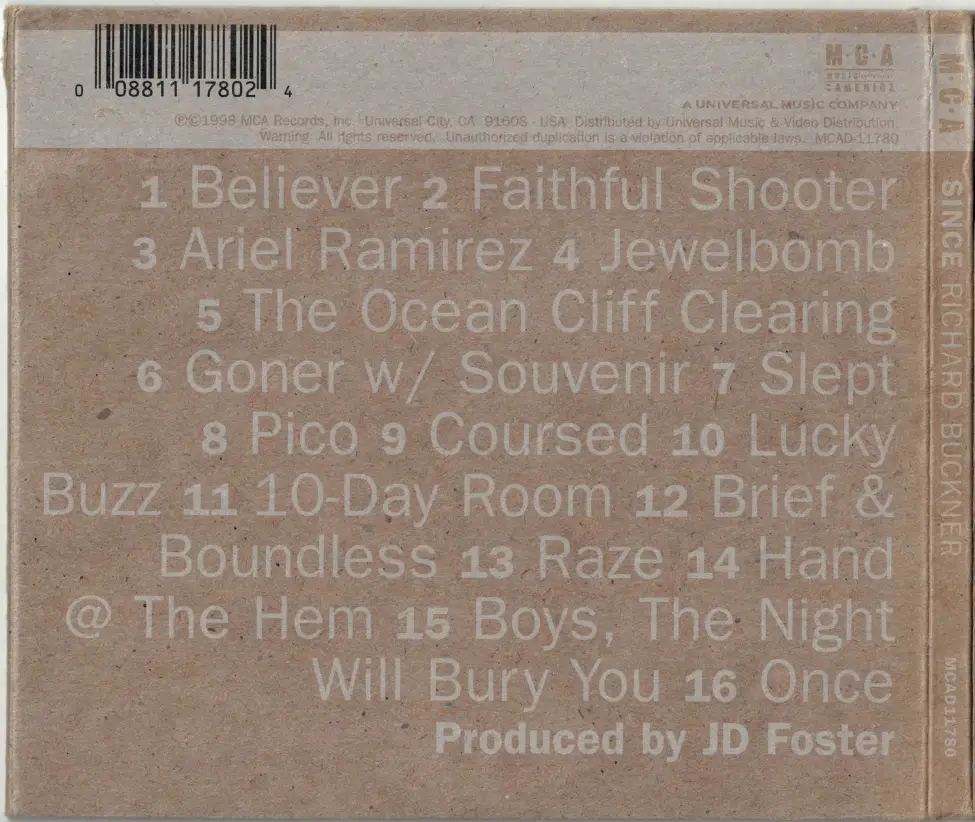 0 08811 17802 4
M·C·A
MUSIC
AMERICA
A UNIVERSAL MUSIC COMPANY
℗©1998 MCA Records, Inc. Universal City, CA 91608 - USA Distributed by Universal Music & Video Distribution.
Warning All rights reserved. Unauthorized duplication is a violation of applicable laws. MCAD-11780
1 Believer 2 Faithful Shooter
3 Ariel Ramirez 4 Jewelbomb
5 The Ocean Cliff Clearing
6 Goner w/ Souvenir 7 Slept
8 Pico 9 Coursed 10 Lucky
Buzz 11 10-Day Room 12 Brief &
Boundless 13 Raze 14 Hand
@ The Hem 15 Boys, The Night
Will Bury You 16 Once
Produced by JD Foster
M·C·A SINCE RICHARD BUCKNER MCAD11780